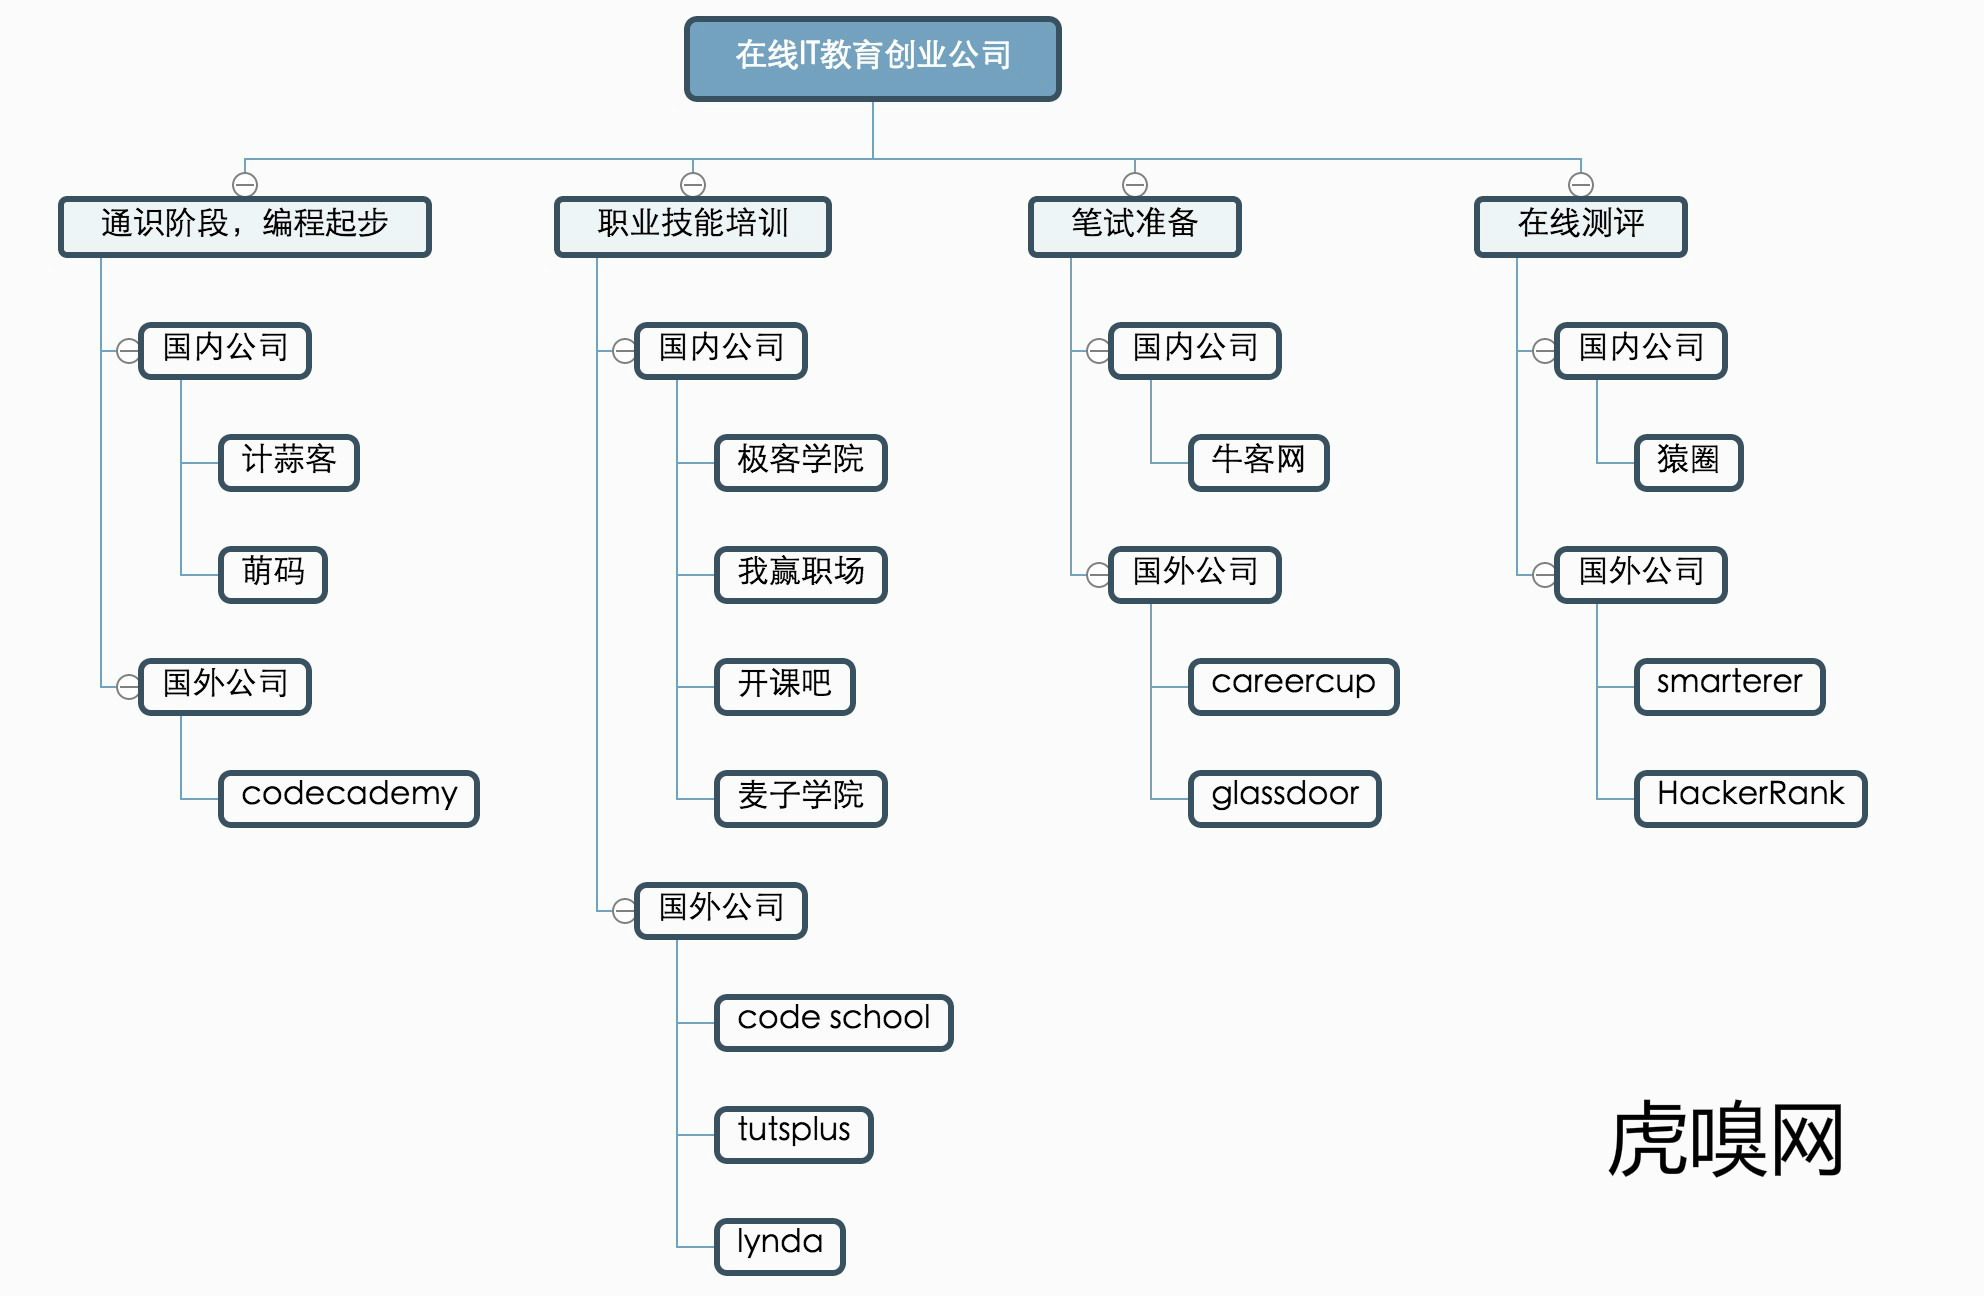 在线IT教育创业公司
通识阶段，编程起步
国内公司
计蒜客
萌码
国外公司
codecademy
职业技能培训
国内公司
极客学院
我赢职场
开课吧
麦子学院
国外公司
code school
tutsplus
lynda
笔试准备
国内公司
牛客网
国外公司
careercup
glassdoor
在线测评
国内公司
猿圈
国外公司
smarterer
HackerRank
虎嗅网